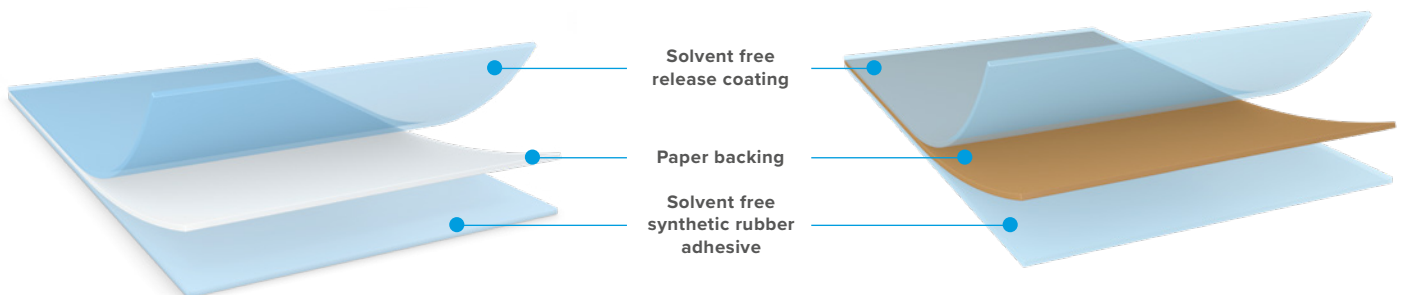 Solvent free
release coating
Paper backing
Solvent free
synthetic rubber
adhesive